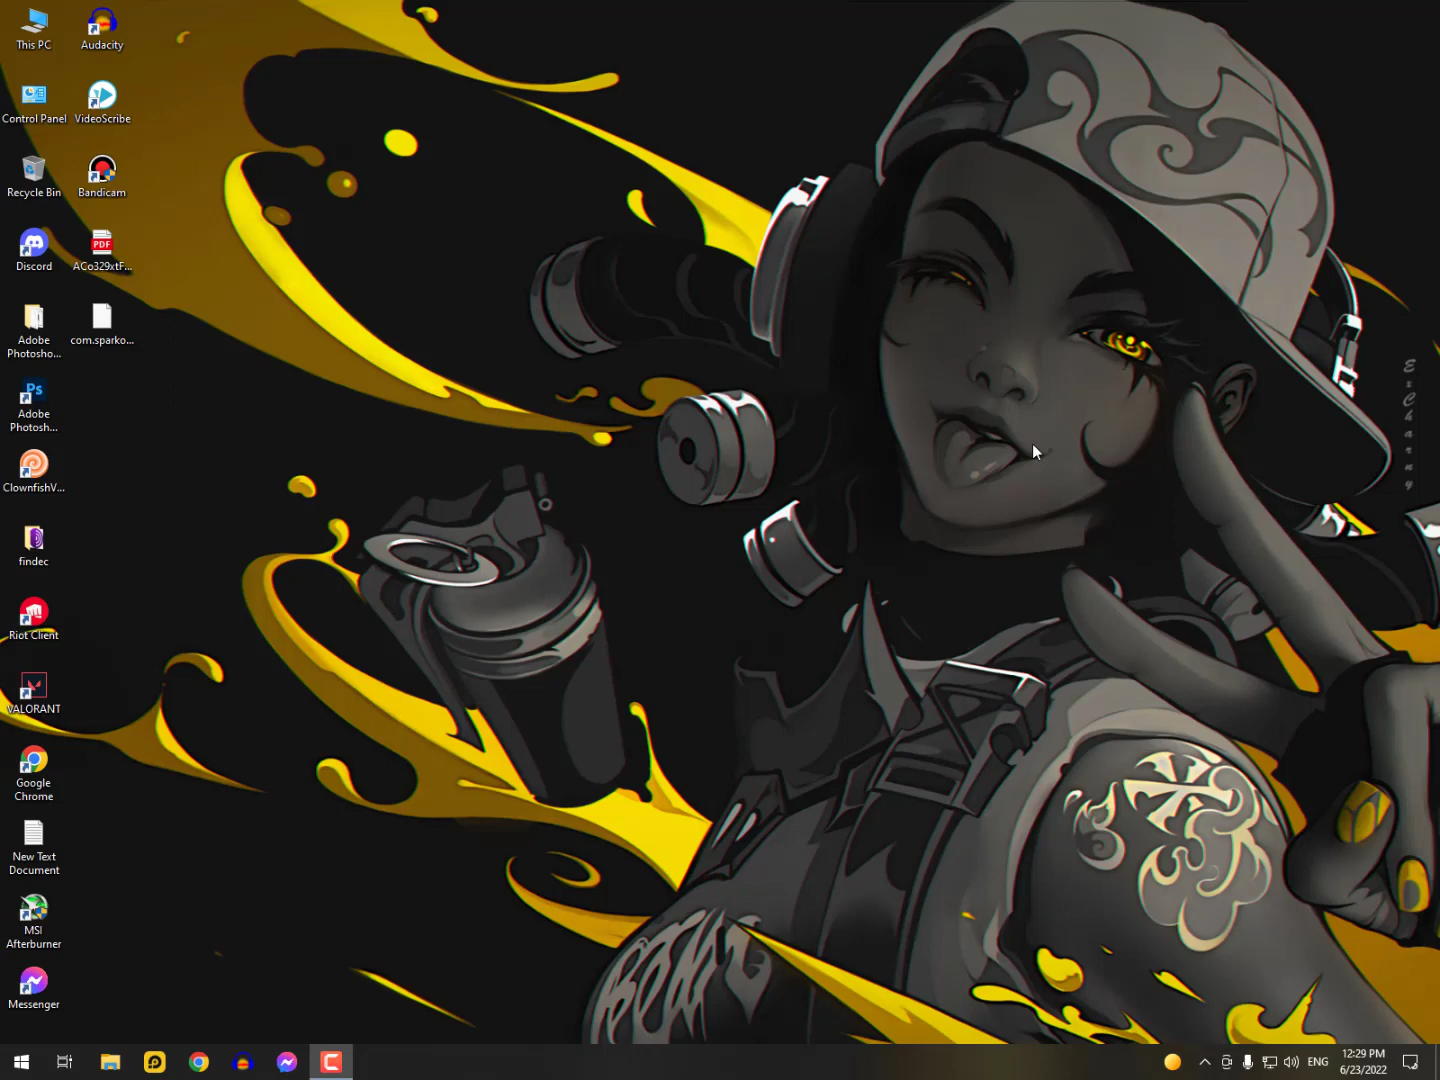 This PC
Audacity
Control Panel
VideoScribe
Recycle Bin
Bandicam
Discord
PDF
ACo329xtF...
Adobe
Photosho...
com.sparko...
Ps
Adobe
Photosh...
ClownfishV...
findec
Riot Client
VALORANT
Google
Chrome
New Text
Document
MSI
Afterburner
Messenger
ExCharny
BOMJ
ENG
12:29 PM
6/23/2022